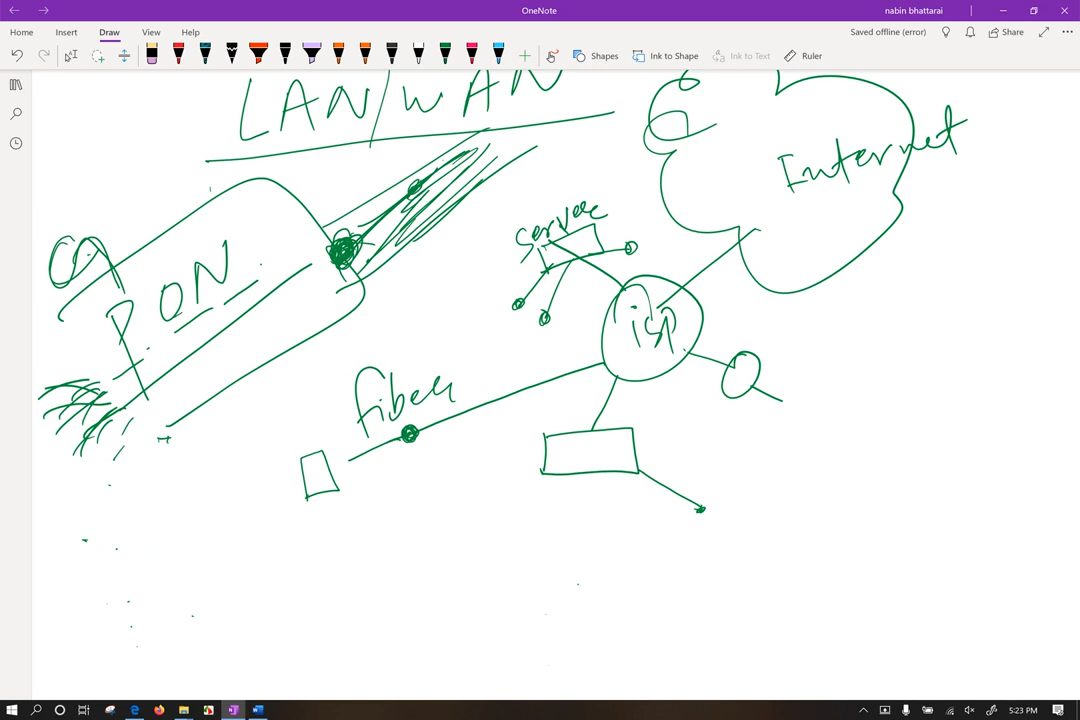 OneNote
nabin bhattarai
Home Insert Draw View Help
Saved offline (error)
Share
Shapes Ink to Shape Ink to Text Ruler
LAN/WAN
Internet
Server
P.ON.
isp
fiber
5:23 PM